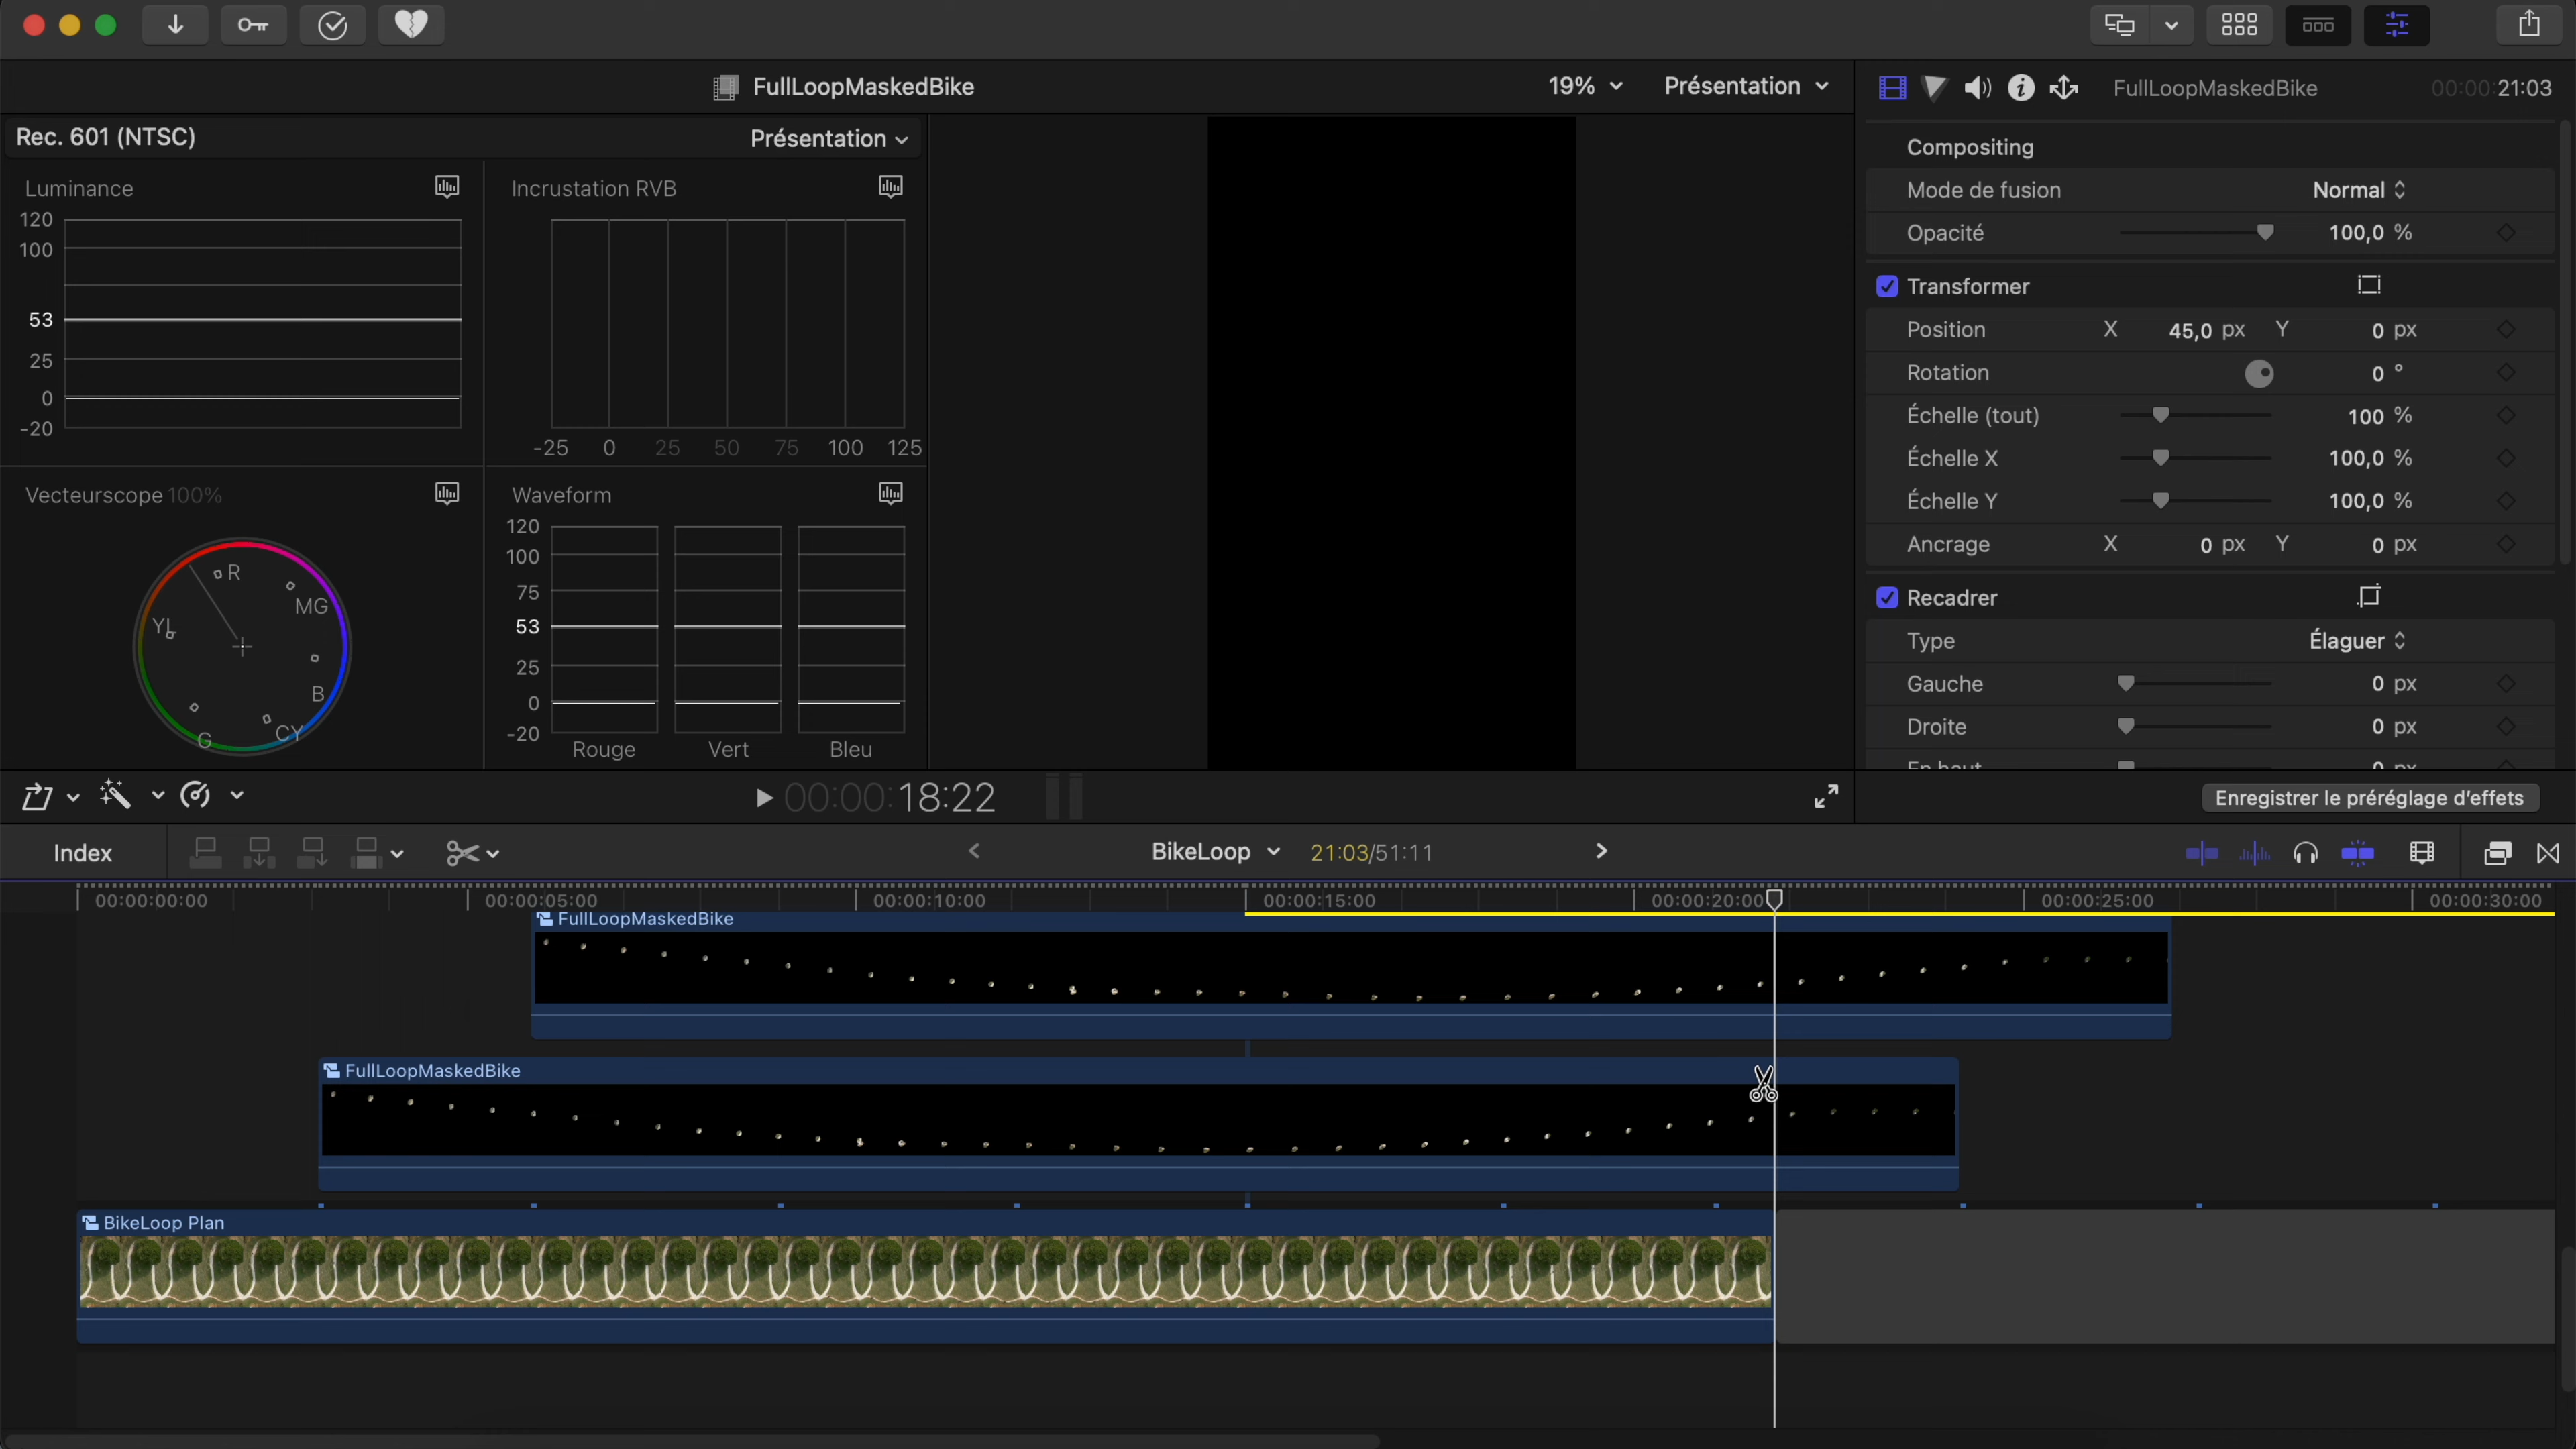 FullLoopMaskedBike
19%
Présentation
FullLoopMaskedBike
00:00:21:03
Rec. 601 (NTSC)
Présentation
Luminance
120
100
53
25
0
-20
Incrustation RVB
-25 0 25 50 75 100 125
Vecteurscope 100%
R
MG
YL
B
G
CY
Waveform
120
100
75
53
25
0
-20
Rouge Vert Bleu
Compositing
Mode de fusion Normal
Opacité 100,0 %
Transformer
Position X 45,0 px Y 0 px
Rotation 0 °
Échelle (tout) 100 %
Échelle X 100,0 %
Échelle Y 100,0 %
Ancrage X 0 px Y 0 px
Recadrer
Type Élaguer
Gauche 0 px
Droite 0 px
En haut 0 px
00:00:18:22
Enregistrer le préréglage d'effets
Index
BikeLoop
21:03/51:11
00:00:00:00 00:00:05:00 00:00:10:00 00:00:15:00 00:00:20:00 00:00:25:00 00:00:30:00
FullLoopMaskedBike
FullLoopMaskedBike
BikeLoop Plan